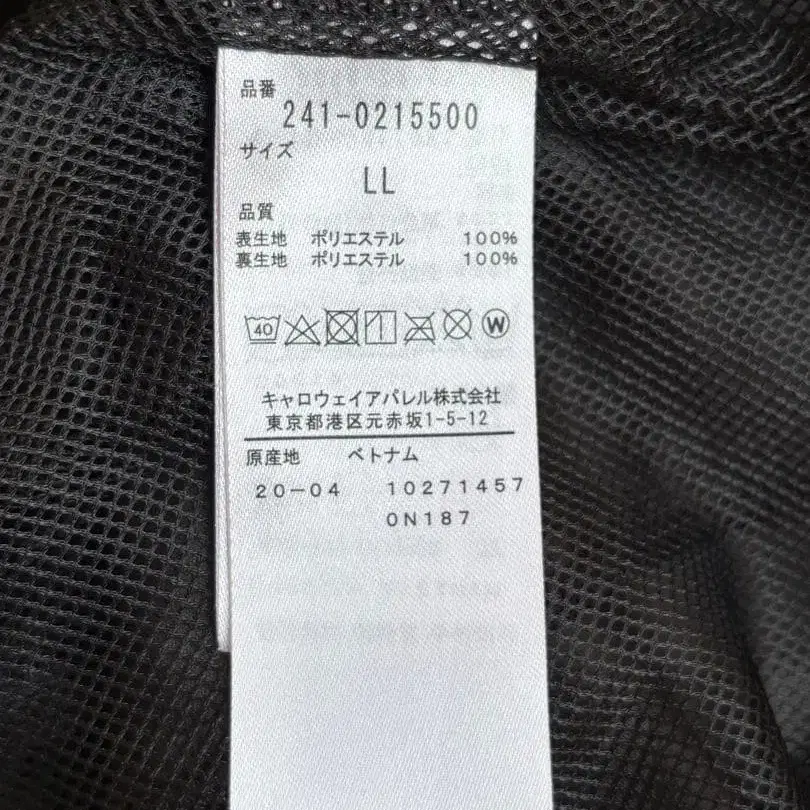 品番
241-0215500
サイズ
LL
品質
表生地 ポリエステル 100%
裏生地 ポリエステル 100%
40 W
キャロウェイアパレル株式会社
東京都港区元赤坂1-5-12
原産地 ベトナム
20-04 10271457
0N187